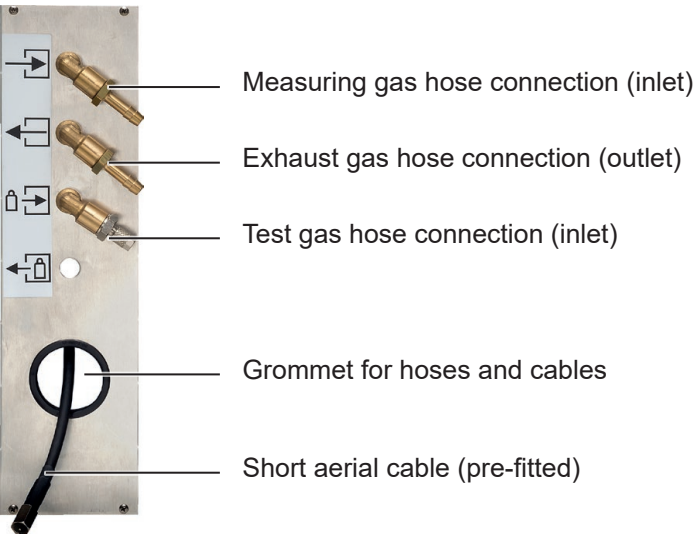 Measuring gas hose connection (inlet)
Exhaust gas hose connection (outlet)
Test gas hose connection (inlet)
Grommet for hoses and cables
Short aerial cable (pre-fitted)